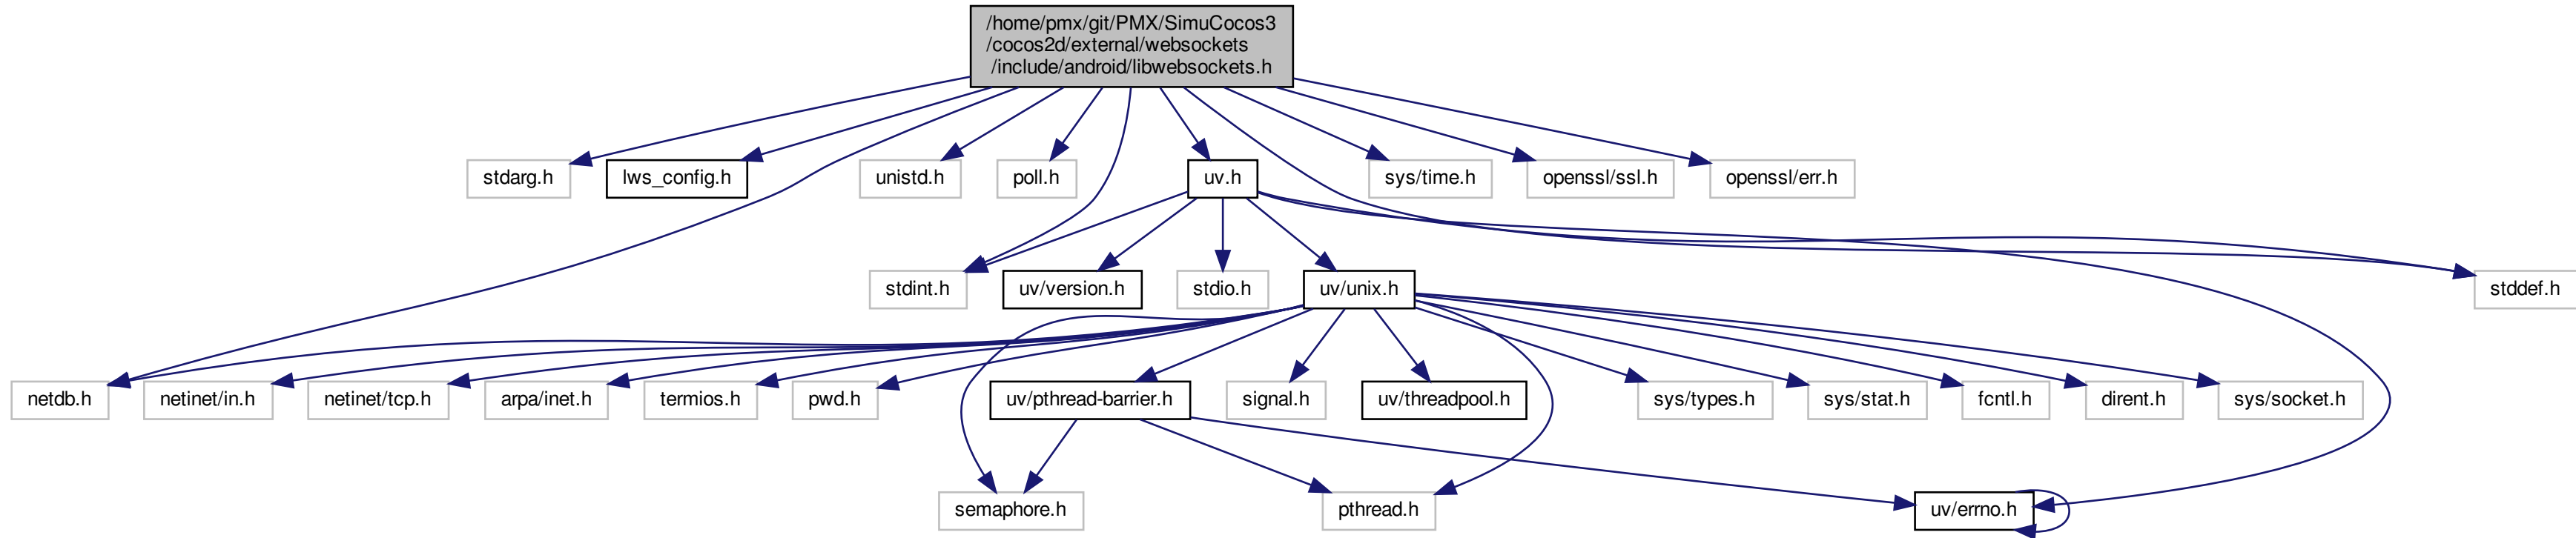 /home/pmx/git/PMX/SimuCocos3
/cocos2d/external/websockets
/include/android/libwebsockets.h
stdarg.h
lws_config.h
unistd.h
poll.h
uv.h
sys/time.h
openssl/ssl.h
openssl/err.h
stdint.h
uv/version.h
stdio.h
uv/unix.h
stddef.h
netdb.h
netinet/in.h
netinet/tcp.h
arpa/inet.h
termios.h
pwd.h
uv/pthread-barrier.h
signal.h
uv/threadpool.h
sys/types.h
sys/stat.h
fcntl.h
dirent.h
sys/socket.h
semaphore.h
pthread.h
uv/errno.h